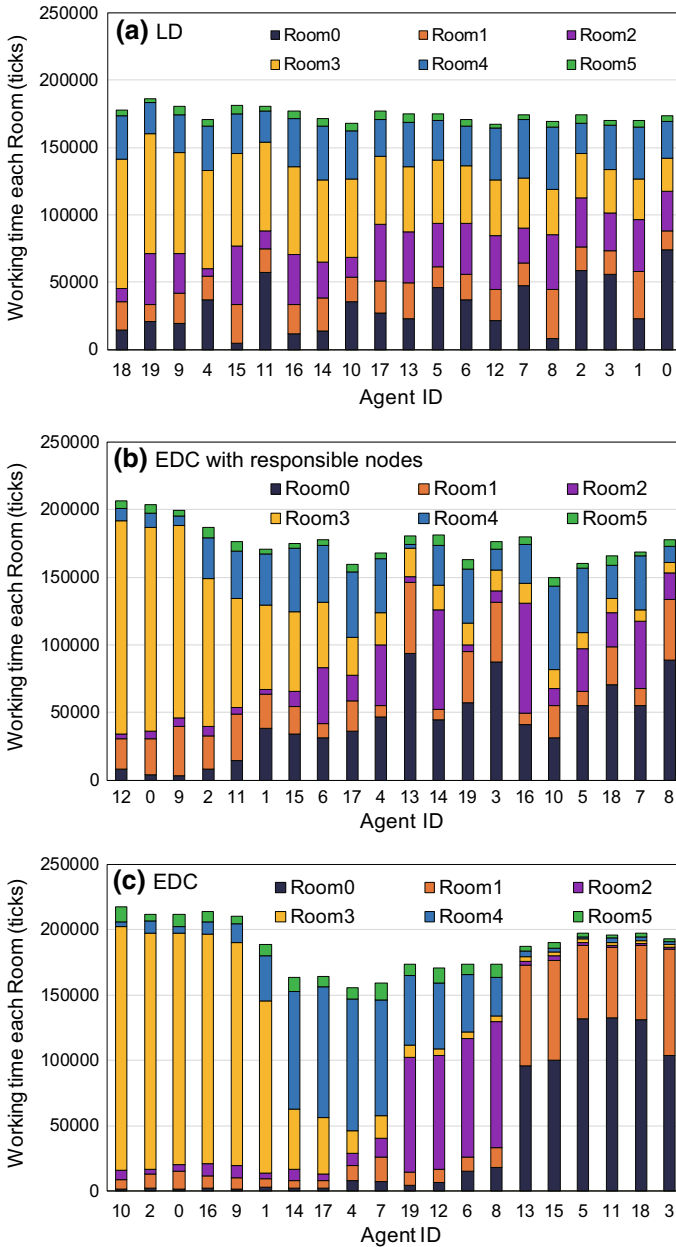 (a) LD
Room0 Room1 Room2
Room3 Room4 Room5
Working time each Room (ticks)
250000
200000
150000
100000
50000
0
18 19 9 4 15 11 16 14 10 17 13 5 6 12 7 8 2 3 1 0
Agent ID
(b) EDC with responsible nodes
Room0 Room1 Room2
Room3 Room4 Room5
Working time each Room (ticks)
250000
200000
150000
100000
50000
0
12 0 9 2 11 1 15 6 17 4 13 14 19 3 16 10 5 18 7 8
Agent ID
(c) EDC
Room0 Room1 Room2
Room3 Room4 Room5
Working time each Room (ticks)
250000
200000
150000
100000
50000
0
10 2 0 16 9 1 14 17 4 7 19 12 6 8 13 15 5 11 18 3
Agent ID